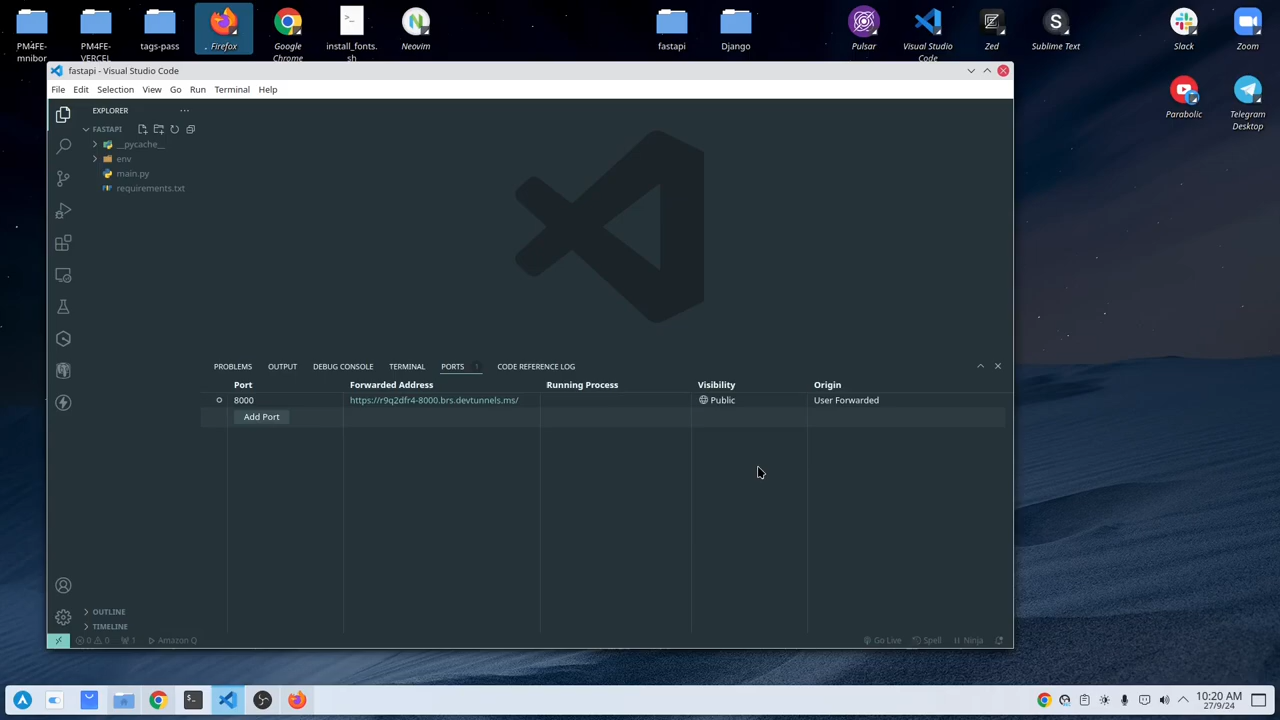 PM4FE-
mnibor
PM4FE-
VERCEL
tags-pass
Firefox
Google
Chrome
install_fonts.
sh
Neovim
fastapi
Django
Pulsar
Visual Studio
Code
Zed
Sublime Text
Slack
Zoom
Parabolic
Telegram
Desktop
fastapi - Visual Studio Code
File Edit Selection View Go Run Terminal Help
EXPLORER
FASTAPI
__pycache__
env
main.py
requirements.txt
PROBLEMS OUTPUT DEBUG CONSOLE TERMINAL PORTS 1 CODE REFERENCE LOG
Port Forwarded Address Running Process Visibility Origin
8000 https://r9q2dfr4-8000.brs.devtunnels.ms/ Public User Forwarded
Add Port
OUTLINE
TIMELINE
0 0 1 Amazon Q Go Live Spell Ninja
10:20 AM
27/9/24